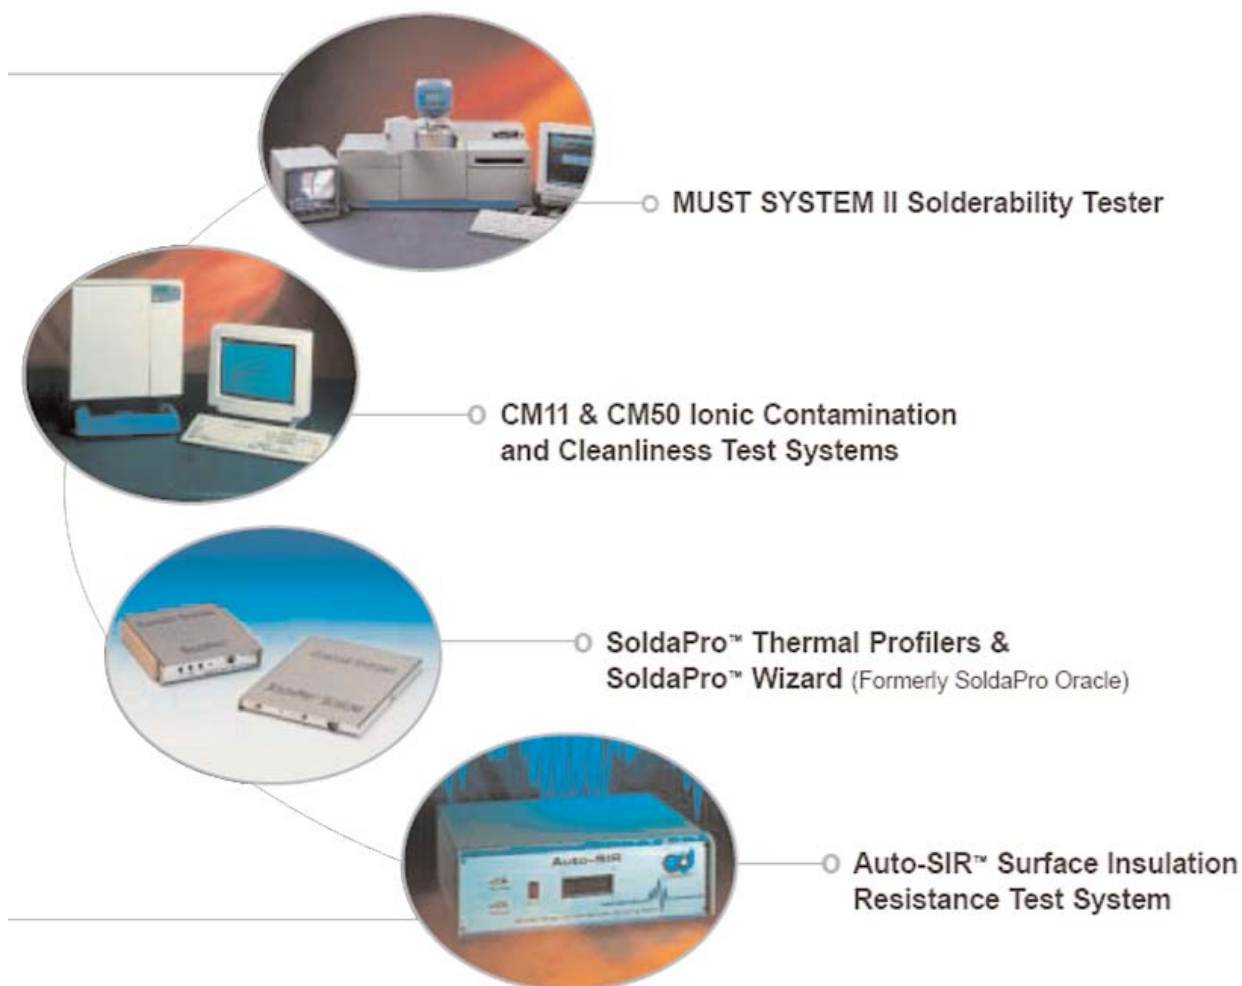 MUST SYSTEM II Solderability Tester
CM11 & CM50 Ionic Contamination
and Cleanliness Test Systems
SoldaPro™ Thermal Profilers &
SoldaPro™ Wizard (Formerly SoldaPro Oracle)
Auto-SIR
Auto-SIR™ Surface Insulation
Resistance Test System